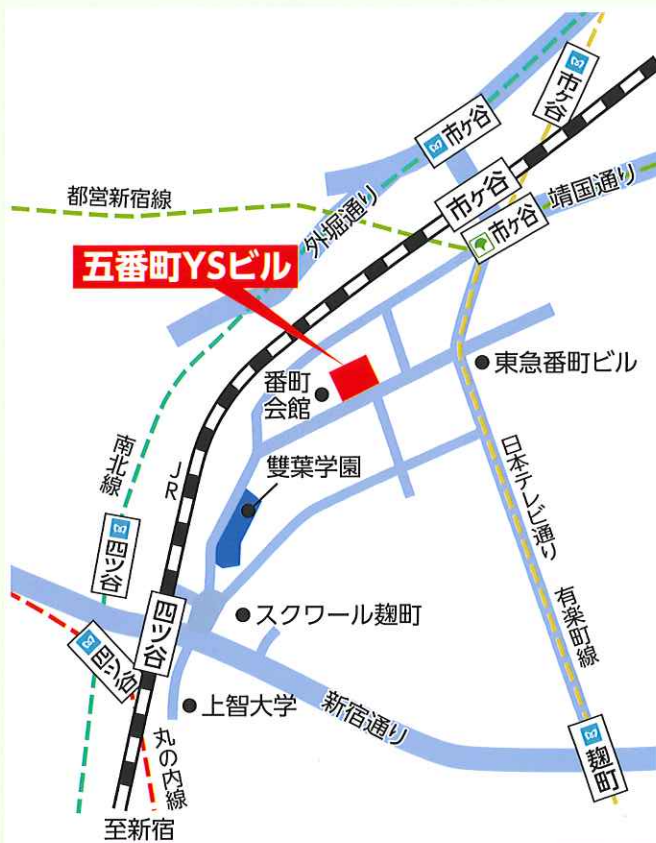 市ヶ谷
市ヶ谷
市ヶ谷
靖国通り
市ヶ谷
都営新宿線
外堀通り
五番町YSビル
東急番町ビル
番町
会館
南北線
JR
雙葉学園
日本テレビ通り
四ツ谷
有楽町線
四ツ谷
スクワール麹町
四ツ谷
上智大学
新宿通り
麹町
丸の内線
至新宿